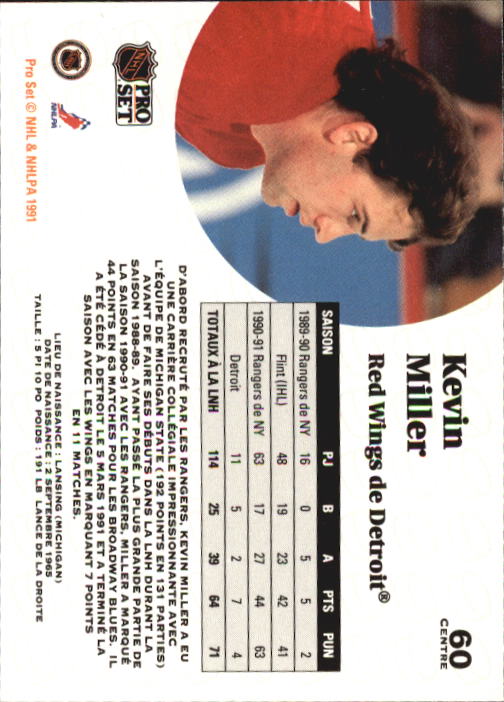 60
CENTRE
Kevin
Miller
Red Wings de Detroit®
SAISON PJ B A PTS PUN
1989-90 Rangers de NY 16 0 5 5 2
Flint (IHL) 48 19 23 42 41
1990-91 Rangers de NY 63 17 27 44 63
Detroit 11 5 2 7 4
TOTAUX À LA LNH 114 25 39 64 71
D'ABORD RECRUTÉ PAR LES RANGERS, KEVIN MILLER A EU
UNE CARRIÈRE COLLÉGIALE IMPRESSIONNANTE AVEC
L'ÉQUIPE DE MICHIGAN STATE (192 POINTS EN 131 PARTIES)
AVANT DE FAIRE SES DÉBUTS DANS LA LNH DURANT LA
SAISON 1988-89. AYANT PASSÉ LA PLUS GRANDE PARTIE DE
LA SAISON 1990-91 AVEC LES RANGERS, MILLER A MARQUÉ
44 POINTS EN 63 MATCHES POUR LES BROADWAY BLUES. IL
A ÉTÉ CÉDÉ À DETROIT LE 5 MARS 1991 ET A TERMINÉ LA
SAISON AVEC LES WINGS EN MARQUANT 7 POINTS
EN 11 MATCHES.
LIEU DE NAISSANCE : LANSING (MICHIGAN)
DATE DE NAISSANCE : 2 SEPTEMBRE 1965
TAILLE : 5 PI 10 PO POIDS : 191 LB LANCE DE LA DROITE
NHL
PRO
SET
NHLPA
Pro Set © NHL & NHLPA 1991